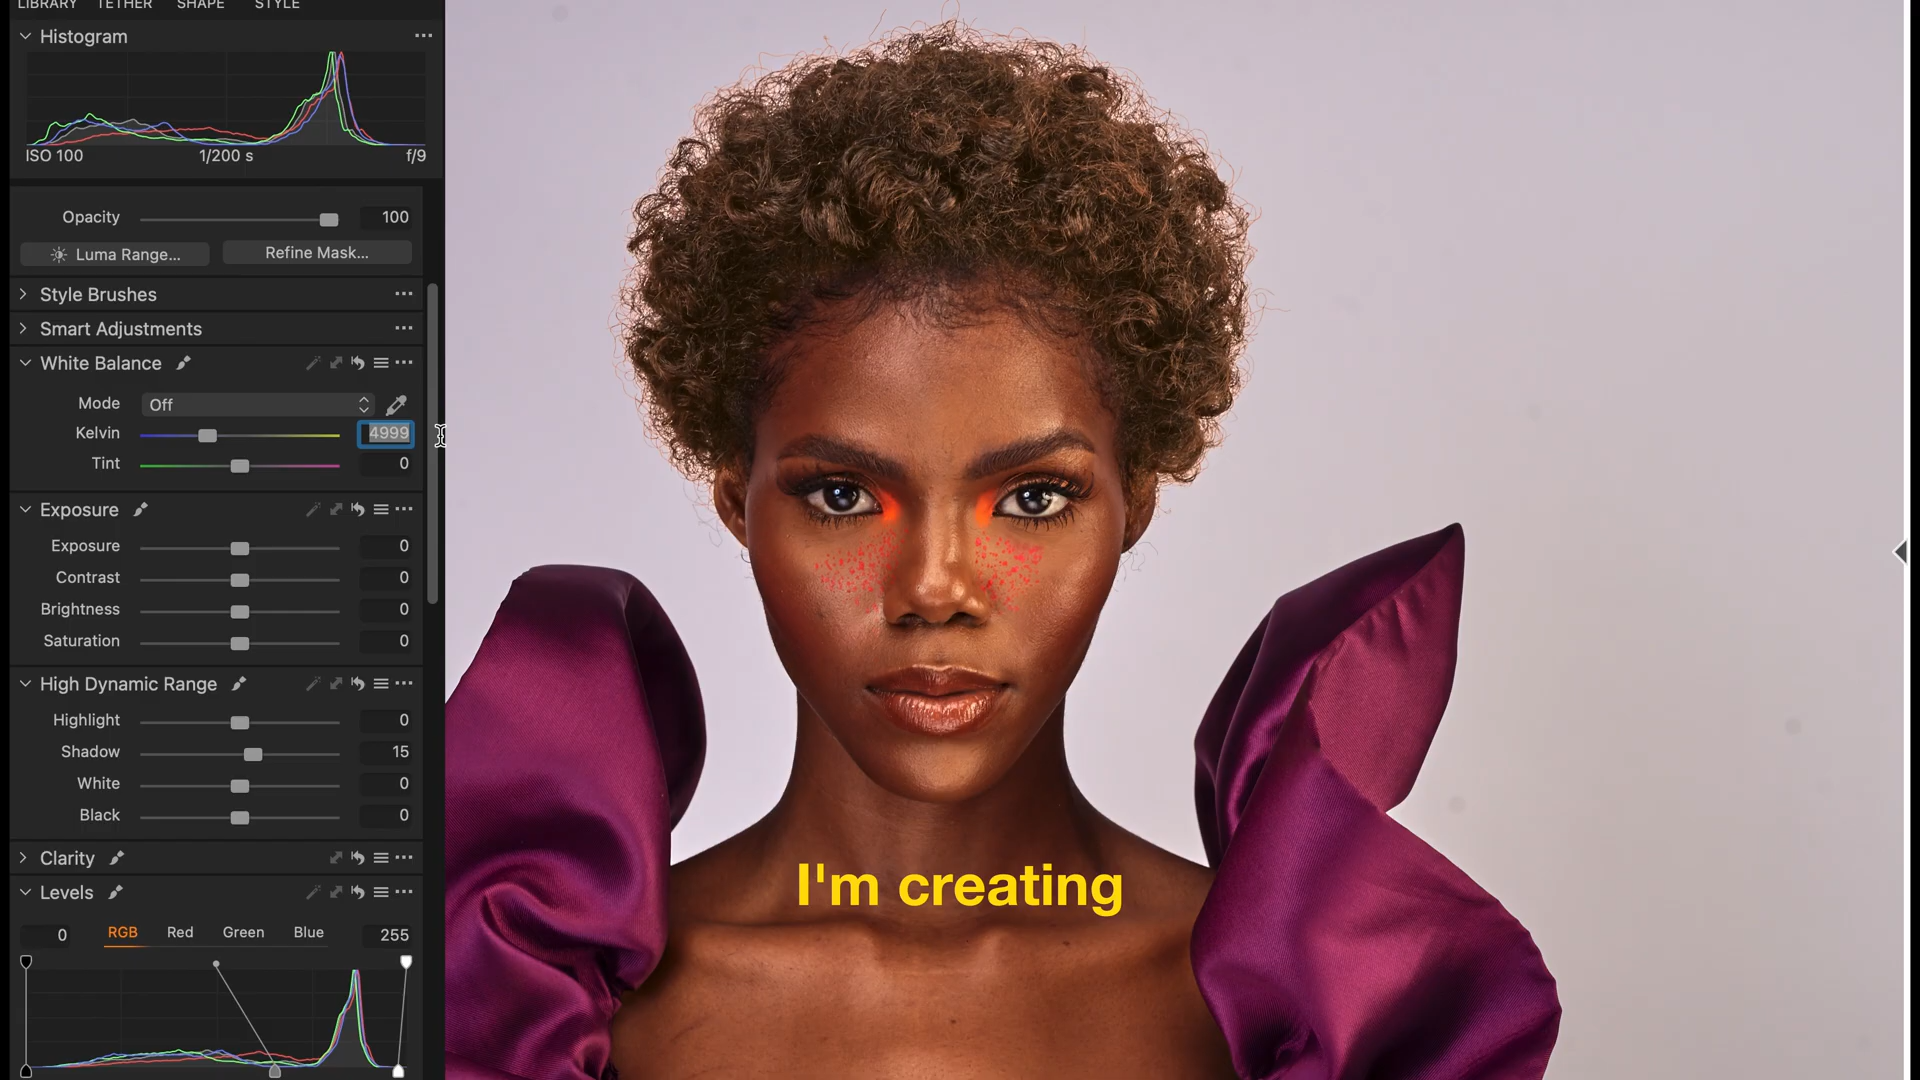 LIBRARY TETHER SHAPE STYLE
Histogram
ISO 100 1/200 s f/9
Opacity 100
Luma Range... Refine Mask...
Style Brushes
Smart Adjustments
White Balance
Mode Off
Kelvin 4999
Tint 0
Exposure
Exposure 0
Contrast 0
Brightness 0
Saturation 0
High Dynamic Range
Highlight 0
Shadow 15
White 0
Black 0
Clarity
Levels
0 RGB Red Green Blue 255
I'm creating